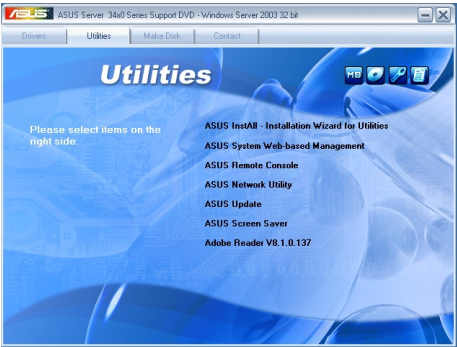 ASUS ASUS Server 34x0 Series Support DVD - Windows Server 2003 32 bit
Drivers Utilities Make Disk Contact
Utilities
MB
Please select items on the
right side.
ASUS InstAll - Installation Wizard for Utilities
ASUS System Web-based Management
ASUS Remote Console
ASUS Network Utility
ASUS Update
ASUS Screen Saver
Adobe Reader V8.1.0.137